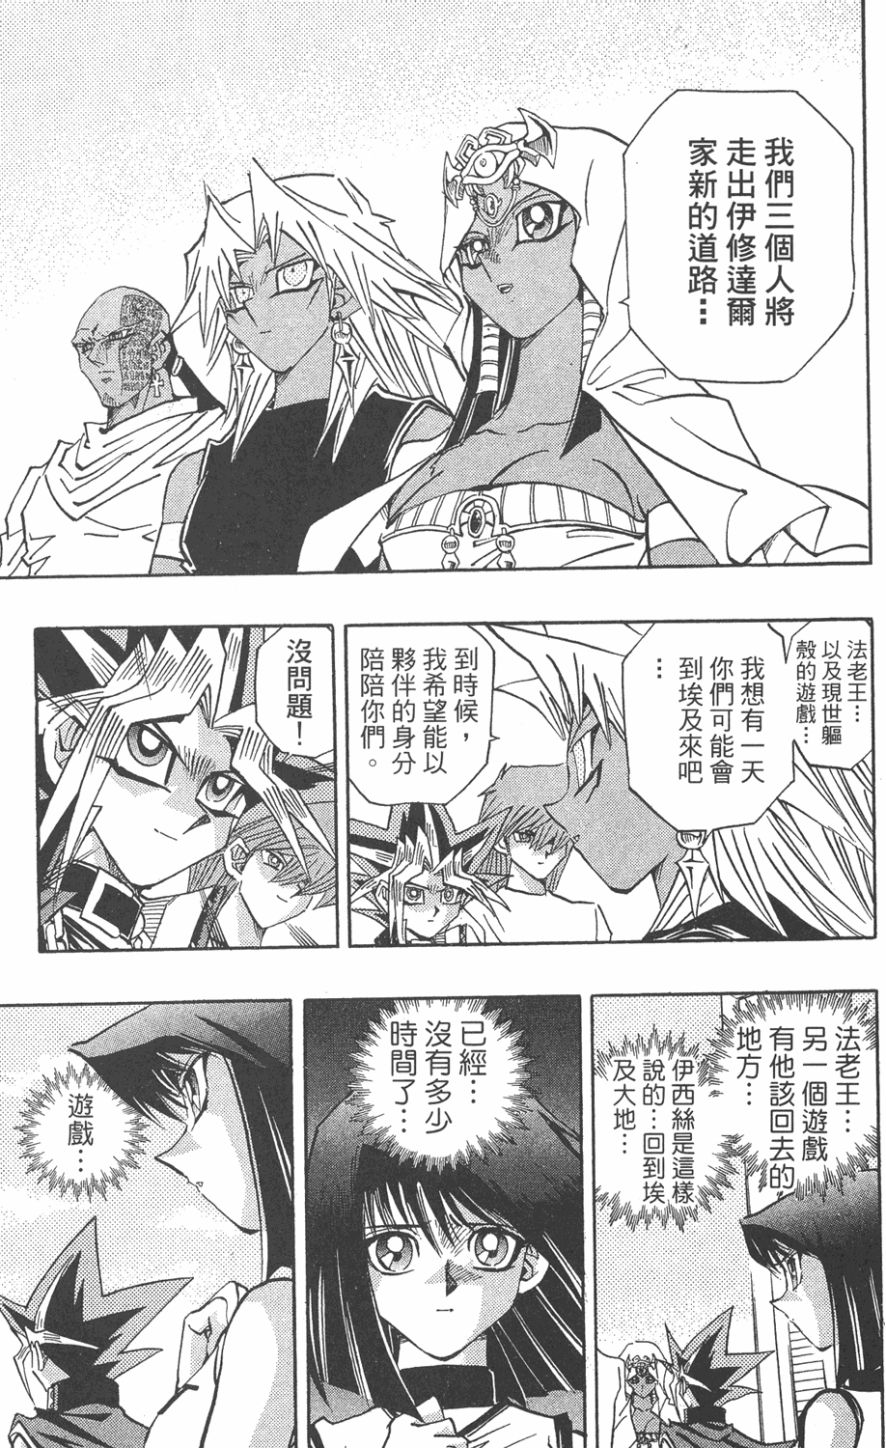 我們三個人將
走出伊修達爾
家新的道路…
法老王…
以及現世軀
殼的遊戲…
我想有一天
你們可能會
到埃及來吧
…
到時候，
我希望能以
夥伴的身分
陪陪你們。
沒問題！
法老王…
另一個遊戲
有他該回去的
地方…
伊西絲是這樣
說的…回到埃
及大地…
已經…
沒有多少
時間了…
遊戲…